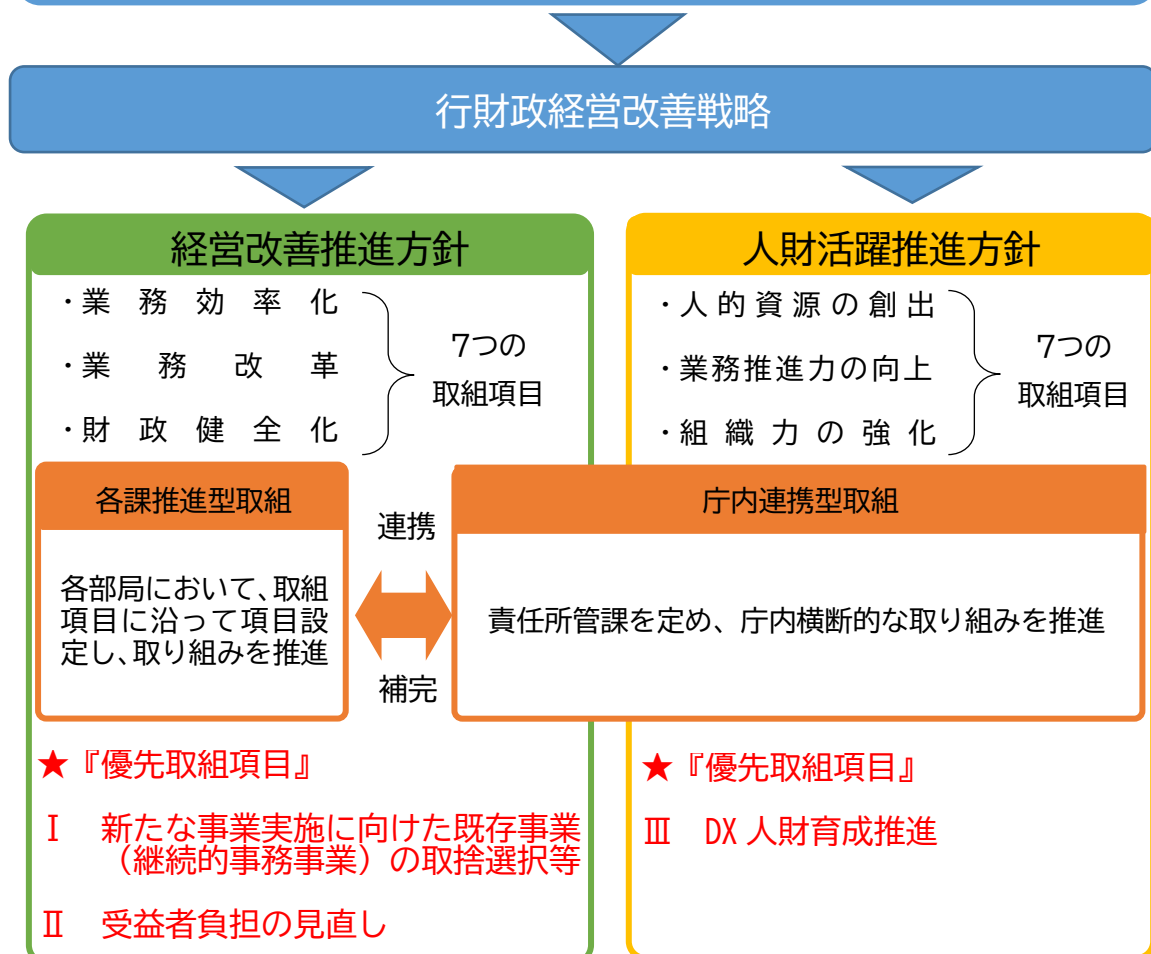 行財政経営改善戦略
経営改善推進方針
・業務効率化
・業務改革
・財政健全化
7つの
取組項目
人財活躍推進方針
・人的資源の創出
・業務推進力の向上
・組織力の強化
7つの
取組項目
各課推進型取組
各部局において、取組
項目に沿って項目設
定し、取り組みを推進
連携
補完
庁内連携型取組
責任所管課を定め、庁内横断的な取り組みを推進
★『優先取組項目』
Ⅰ 新たな事業実施に向けた既存事業
（継続的事務事業）の取捨選択等
Ⅱ 受益者負担の見直し
★『優先取組項目』
Ⅲ DX人財育成推進